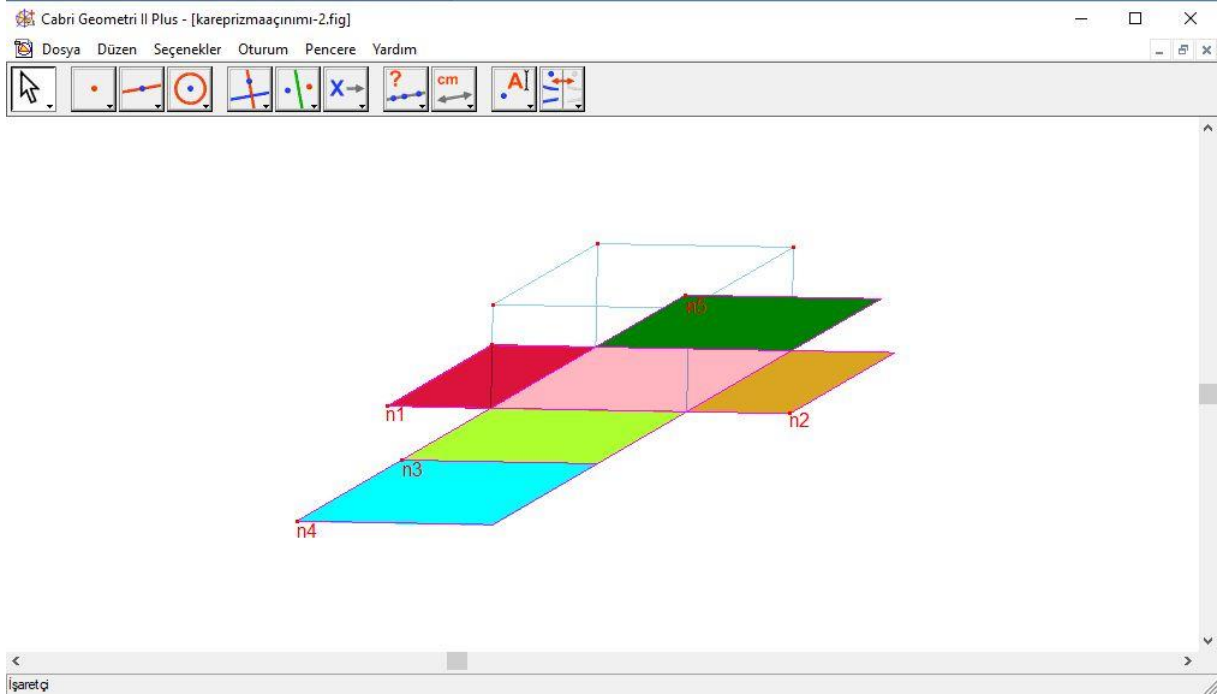 Cabri Geometri II Plus - [kareprizmaaçınımı-2.fig]
Dosya Düzen Seçenekler Oturum Pencere Yardım
X ? cm A
n5
n1
n2
n3
n4
İşaretçi